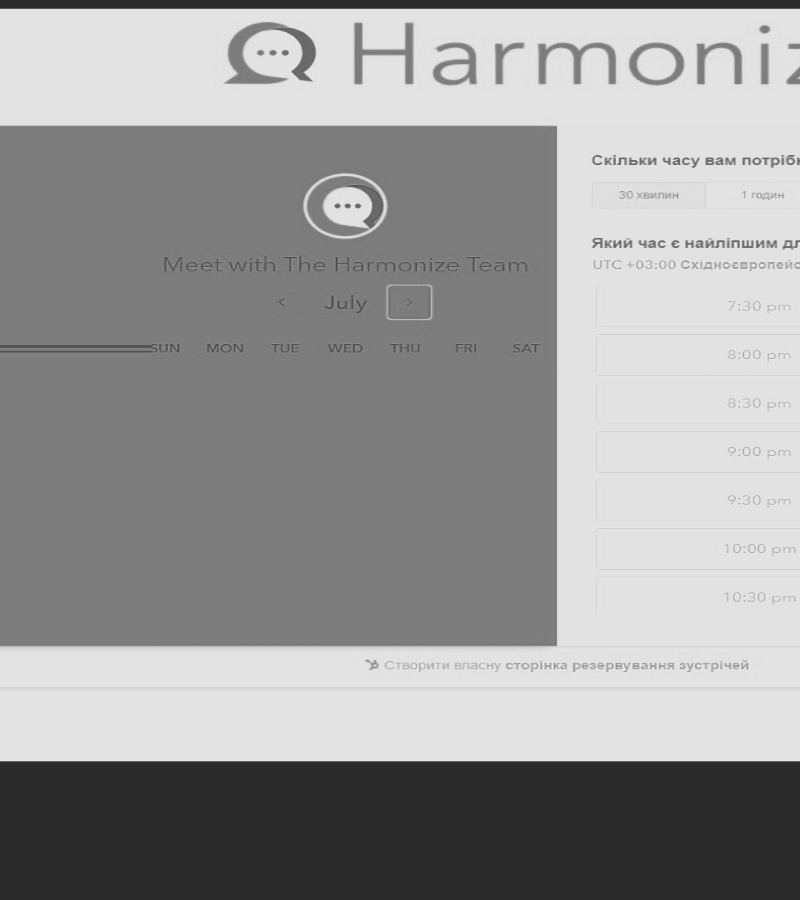 Harmoniz
Meet with The Harmonize Team
July
SUN MON TUE WED THU FRI SAT
Скільки часу вам потрібн
30 хвилин 1 годин
Який час є найліпшим дл
UTC +03:00 Східноєвропейс
7:30 pm
8:00 pm
8:30 pm
9:00 pm
9:30 pm
10:00 pm
10:30 pm
Створити власну сторінка резервування зустрічей